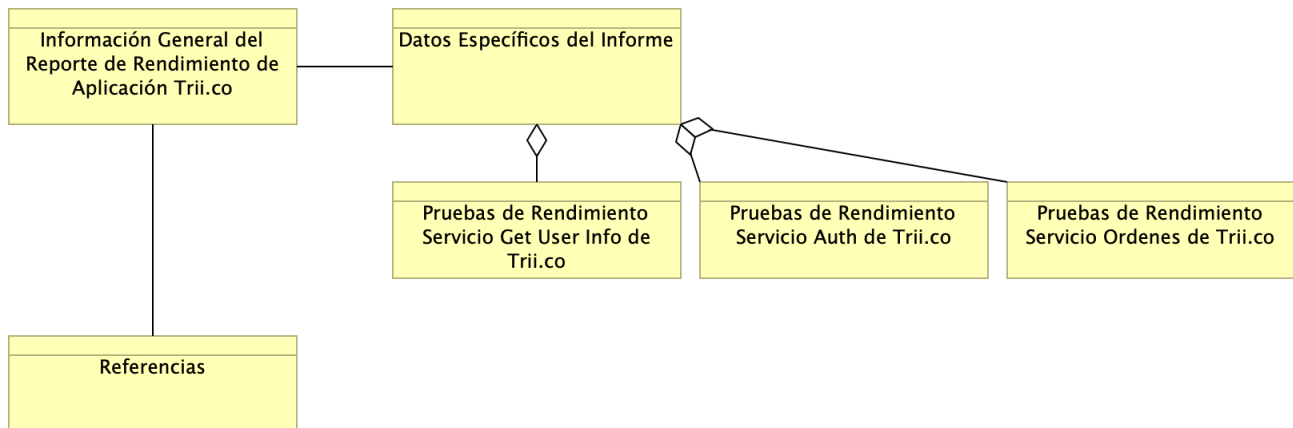 Información General del
Reporte de Rendimiento de
Aplicación Trii.co
Datos Específicos del Informe
Pruebas de Rendimiento
Servicio Get User Info de
Trii.co
Pruebas de Rendimiento
Servicio Auth de Trii.co
Pruebas de Rendimiento
Servicio Ordenes de Trii.co
Referencias